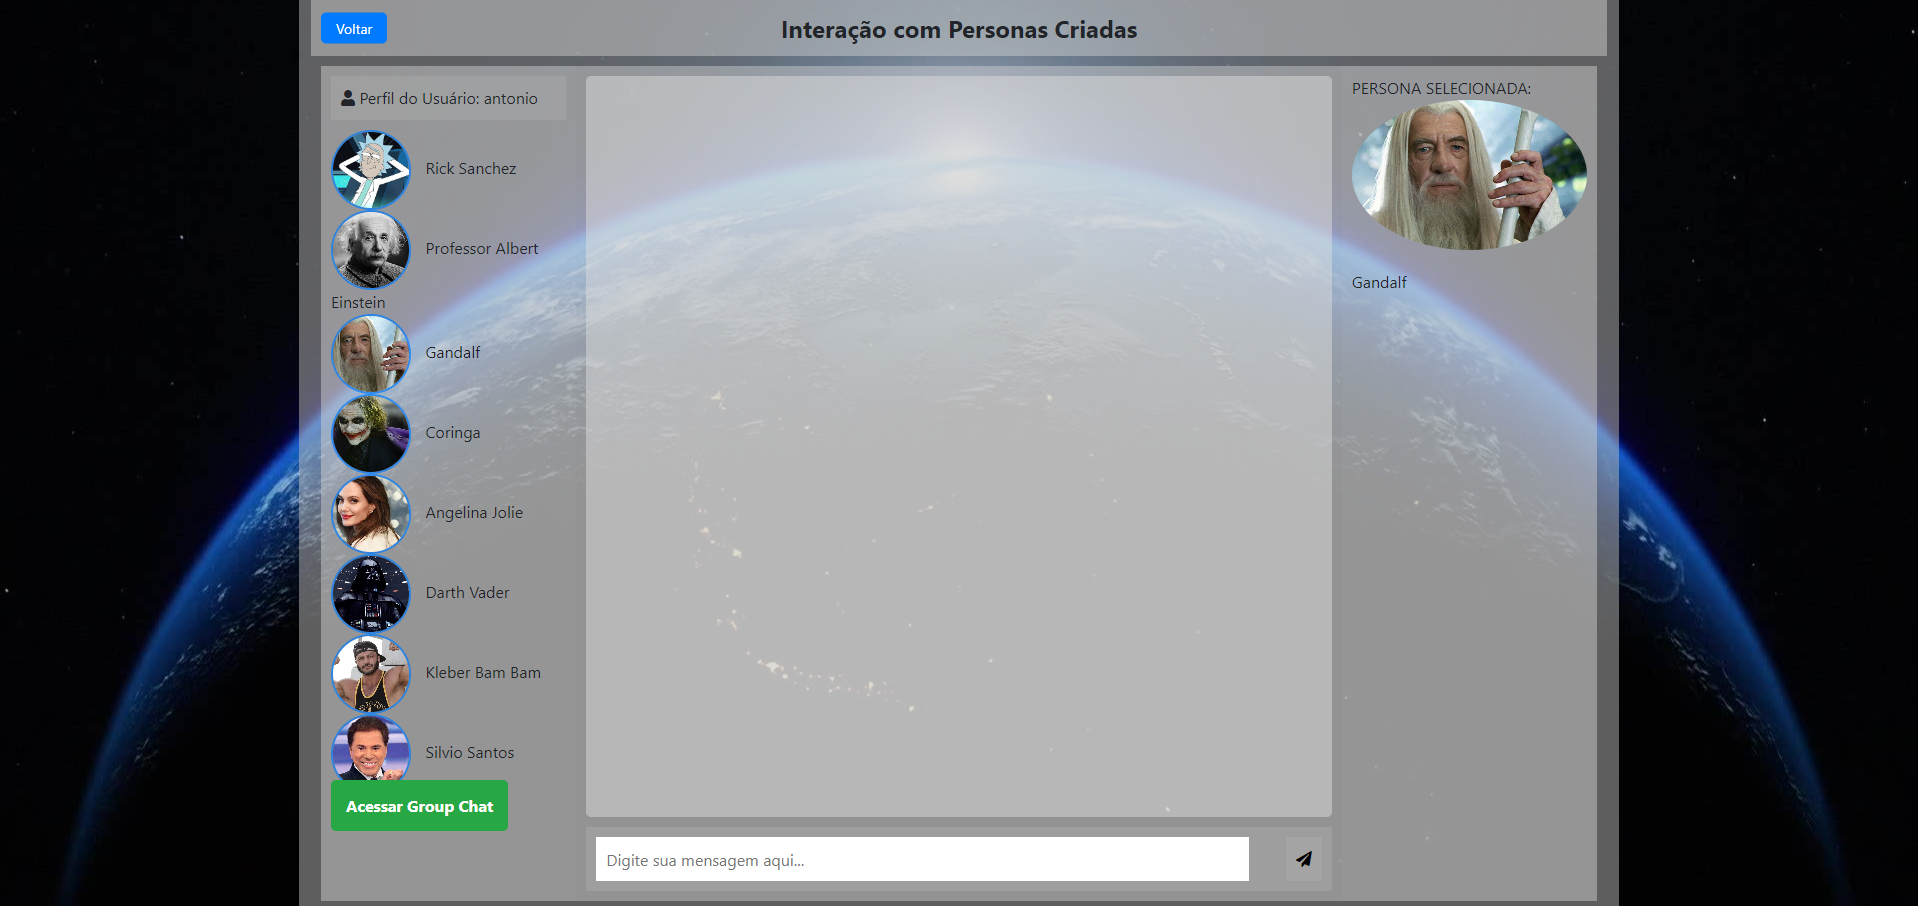 Voltar
Interação com Personas Criadas
Perfil do Usuário: antonio
Rick Sanchez
Professor Albert
Einstein
Gandalf
Coringa
Angelina Jolie
Darth Vader
Kleber Bam Bam
Silvio Santos
Acessar Group Chat
Digite sua mensagem aqui...
PERSONA SELECIONADA:
Gandalf